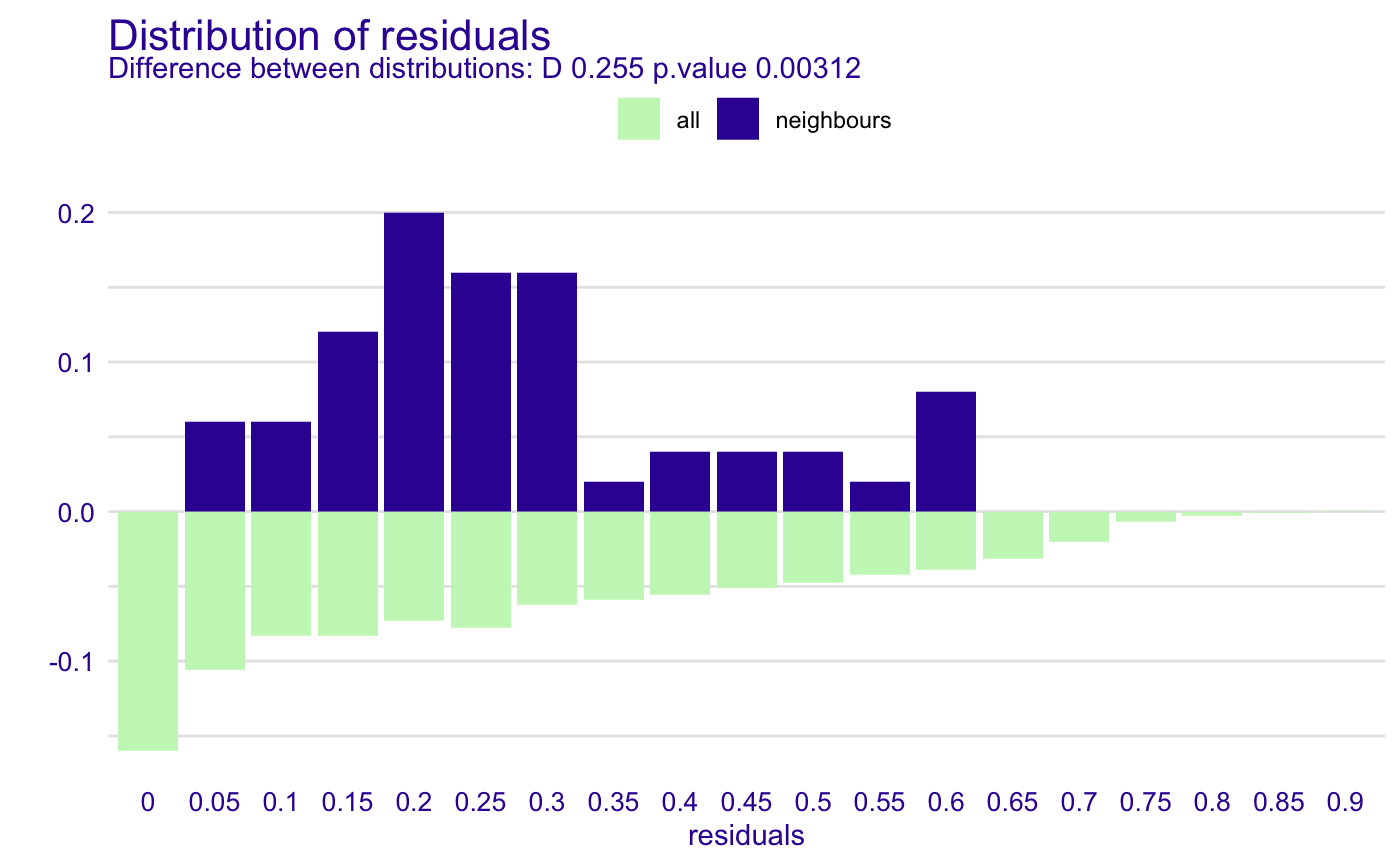 Distribution of residuals
Difference between distributions: D 0.255 p.value 0.00312
all neighbours
0.2
0.1
0.0
-0.1
0 0.05 0.1 0.15 0.2 0.25 0.3 0.35 0.4 0.45 0.5 0.55 0.6 0.65 0.7 0.75 0.8 0.85 0.9
residuals